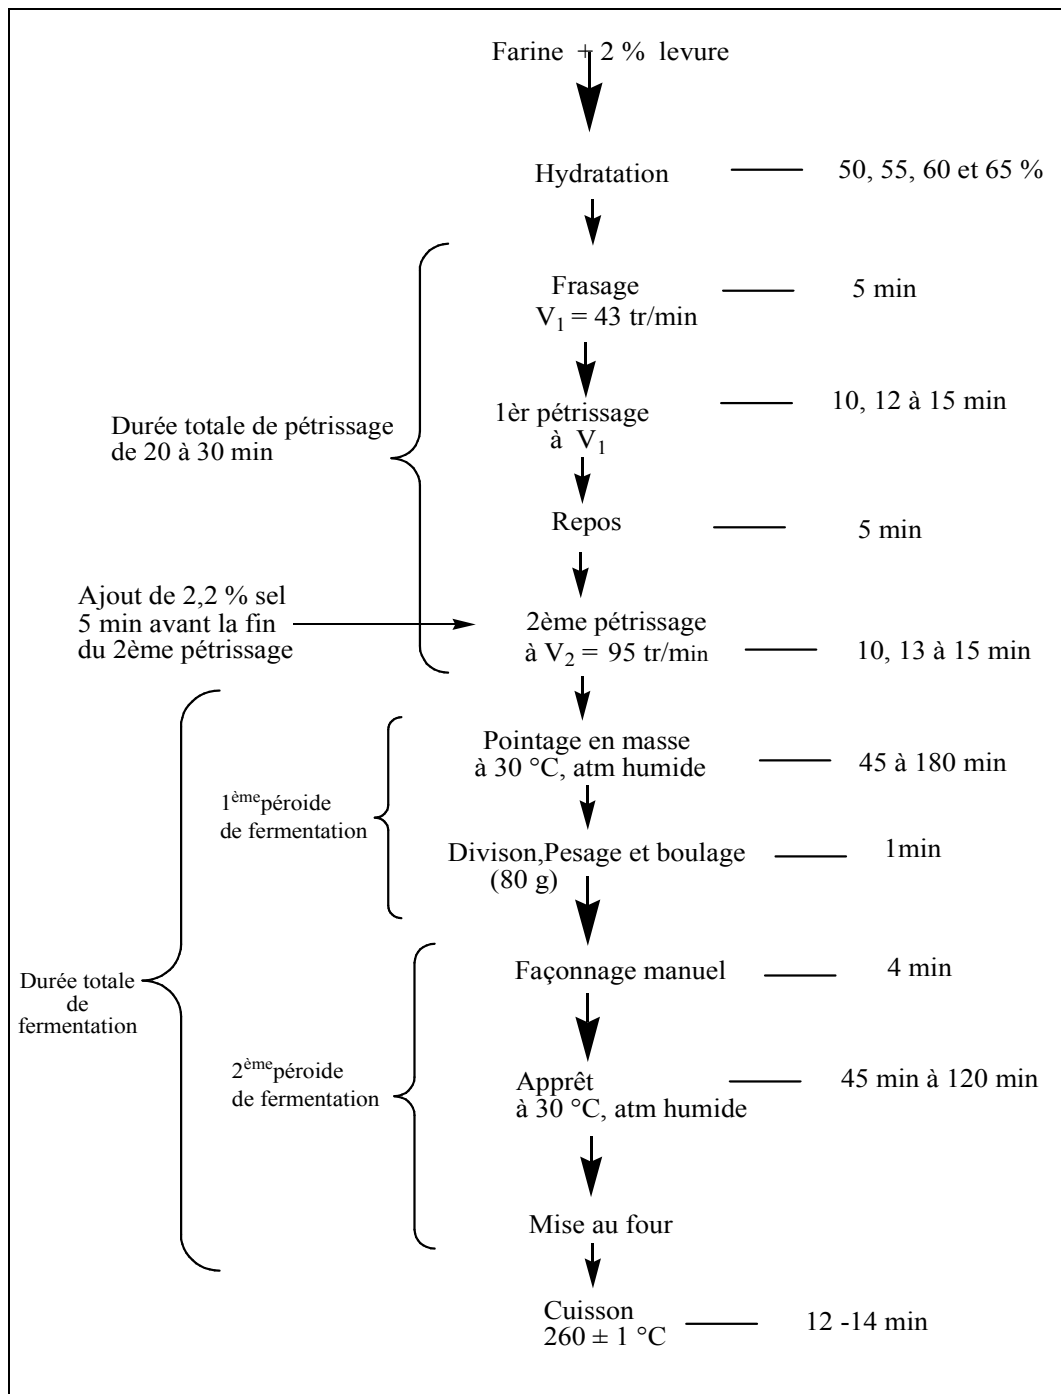 Farine + 2 % levure
Hydratation
50, 55, 60 et 65 %
Frasage
V1 = 43 tr/min
5 min
1èr pétrissage
à V1
10, 12 à 15 min
Durée totale de pétrissage
de 20 à 30 min
Repos
5 min
Ajout de 2,2 % sel
5 min avant la fin
du 2ème pétrissage
2ème pétrissage
à V2 = 95 tr/min
10, 13 à 15 min
Pointage en masse
à 30 °C, atm humide
45 à 180 min
1ème péroide
de fermentation
Divison,Pesage et boulage
(80 g)
1min
Façonnage manuel
4 min
Durée totale
de
fermentation
2ème péroide
de fermentation
Apprêt
à 30 °C, atm humide
45 min à 120 min
Mise au four
Cuisson
260 ± 1 °C
12 -14 min